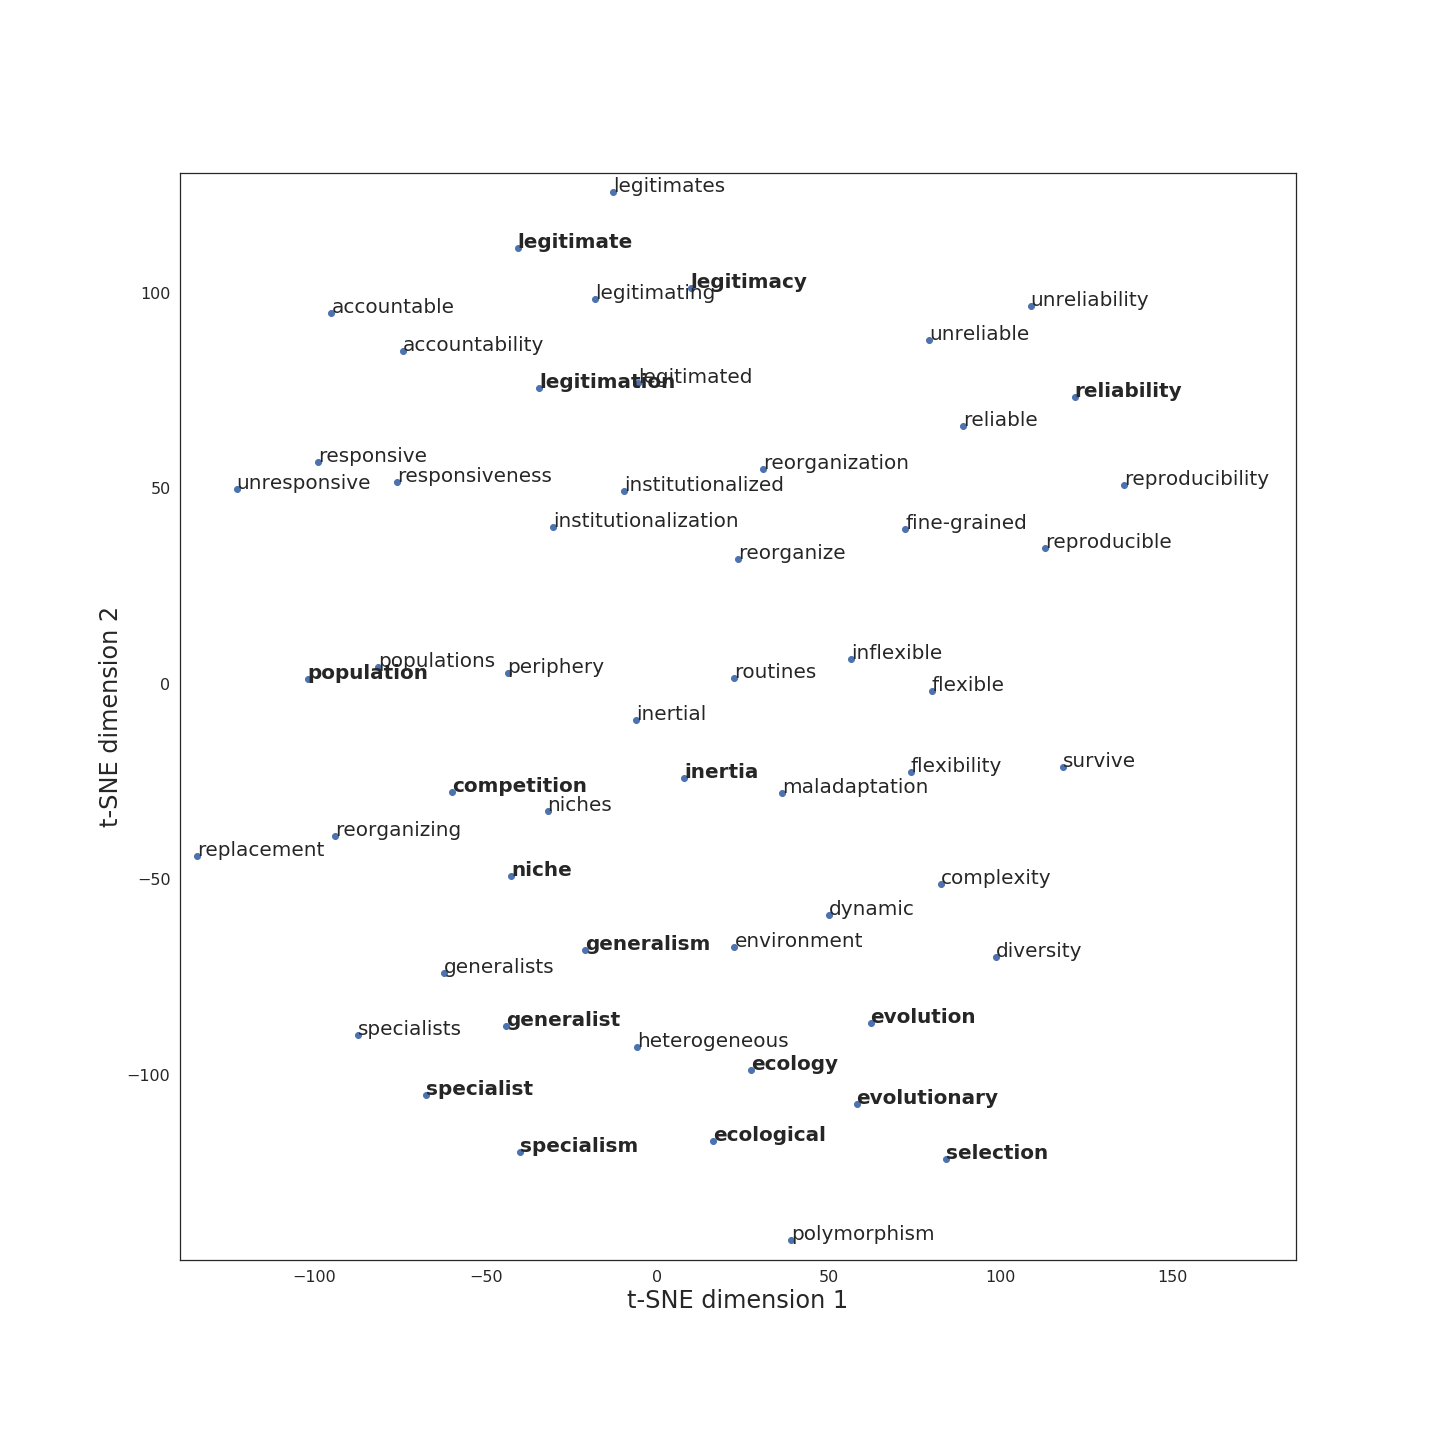 legitimates
legitimate
legitimacy
legitimating
accountable
unreliability
unreliable
accountability
legitimated
legitimation
reliability
reliable
responsive
reorganization
responsiveness
unresponsive
institutionalized
reproducibility
institutionalization
fine-grained
reproducible
reorganize
populations
population
periphery
routines
inflexible
flexible
inertial
inertia
flexibility
survive
competition
maladaptation
niches
reorganizing
replacement
niche
complexity
dynamic
generalism
environment
diversity
generalists
specialists
generalist
evolution
heterogeneous
ecology
specialist
evolutionary
ecological
specialism
selection
polymorphism
100
50
0
−50
−100
t-SNE dimension 2
−100
−50
0
50
100
150
t-SNE dimension 1